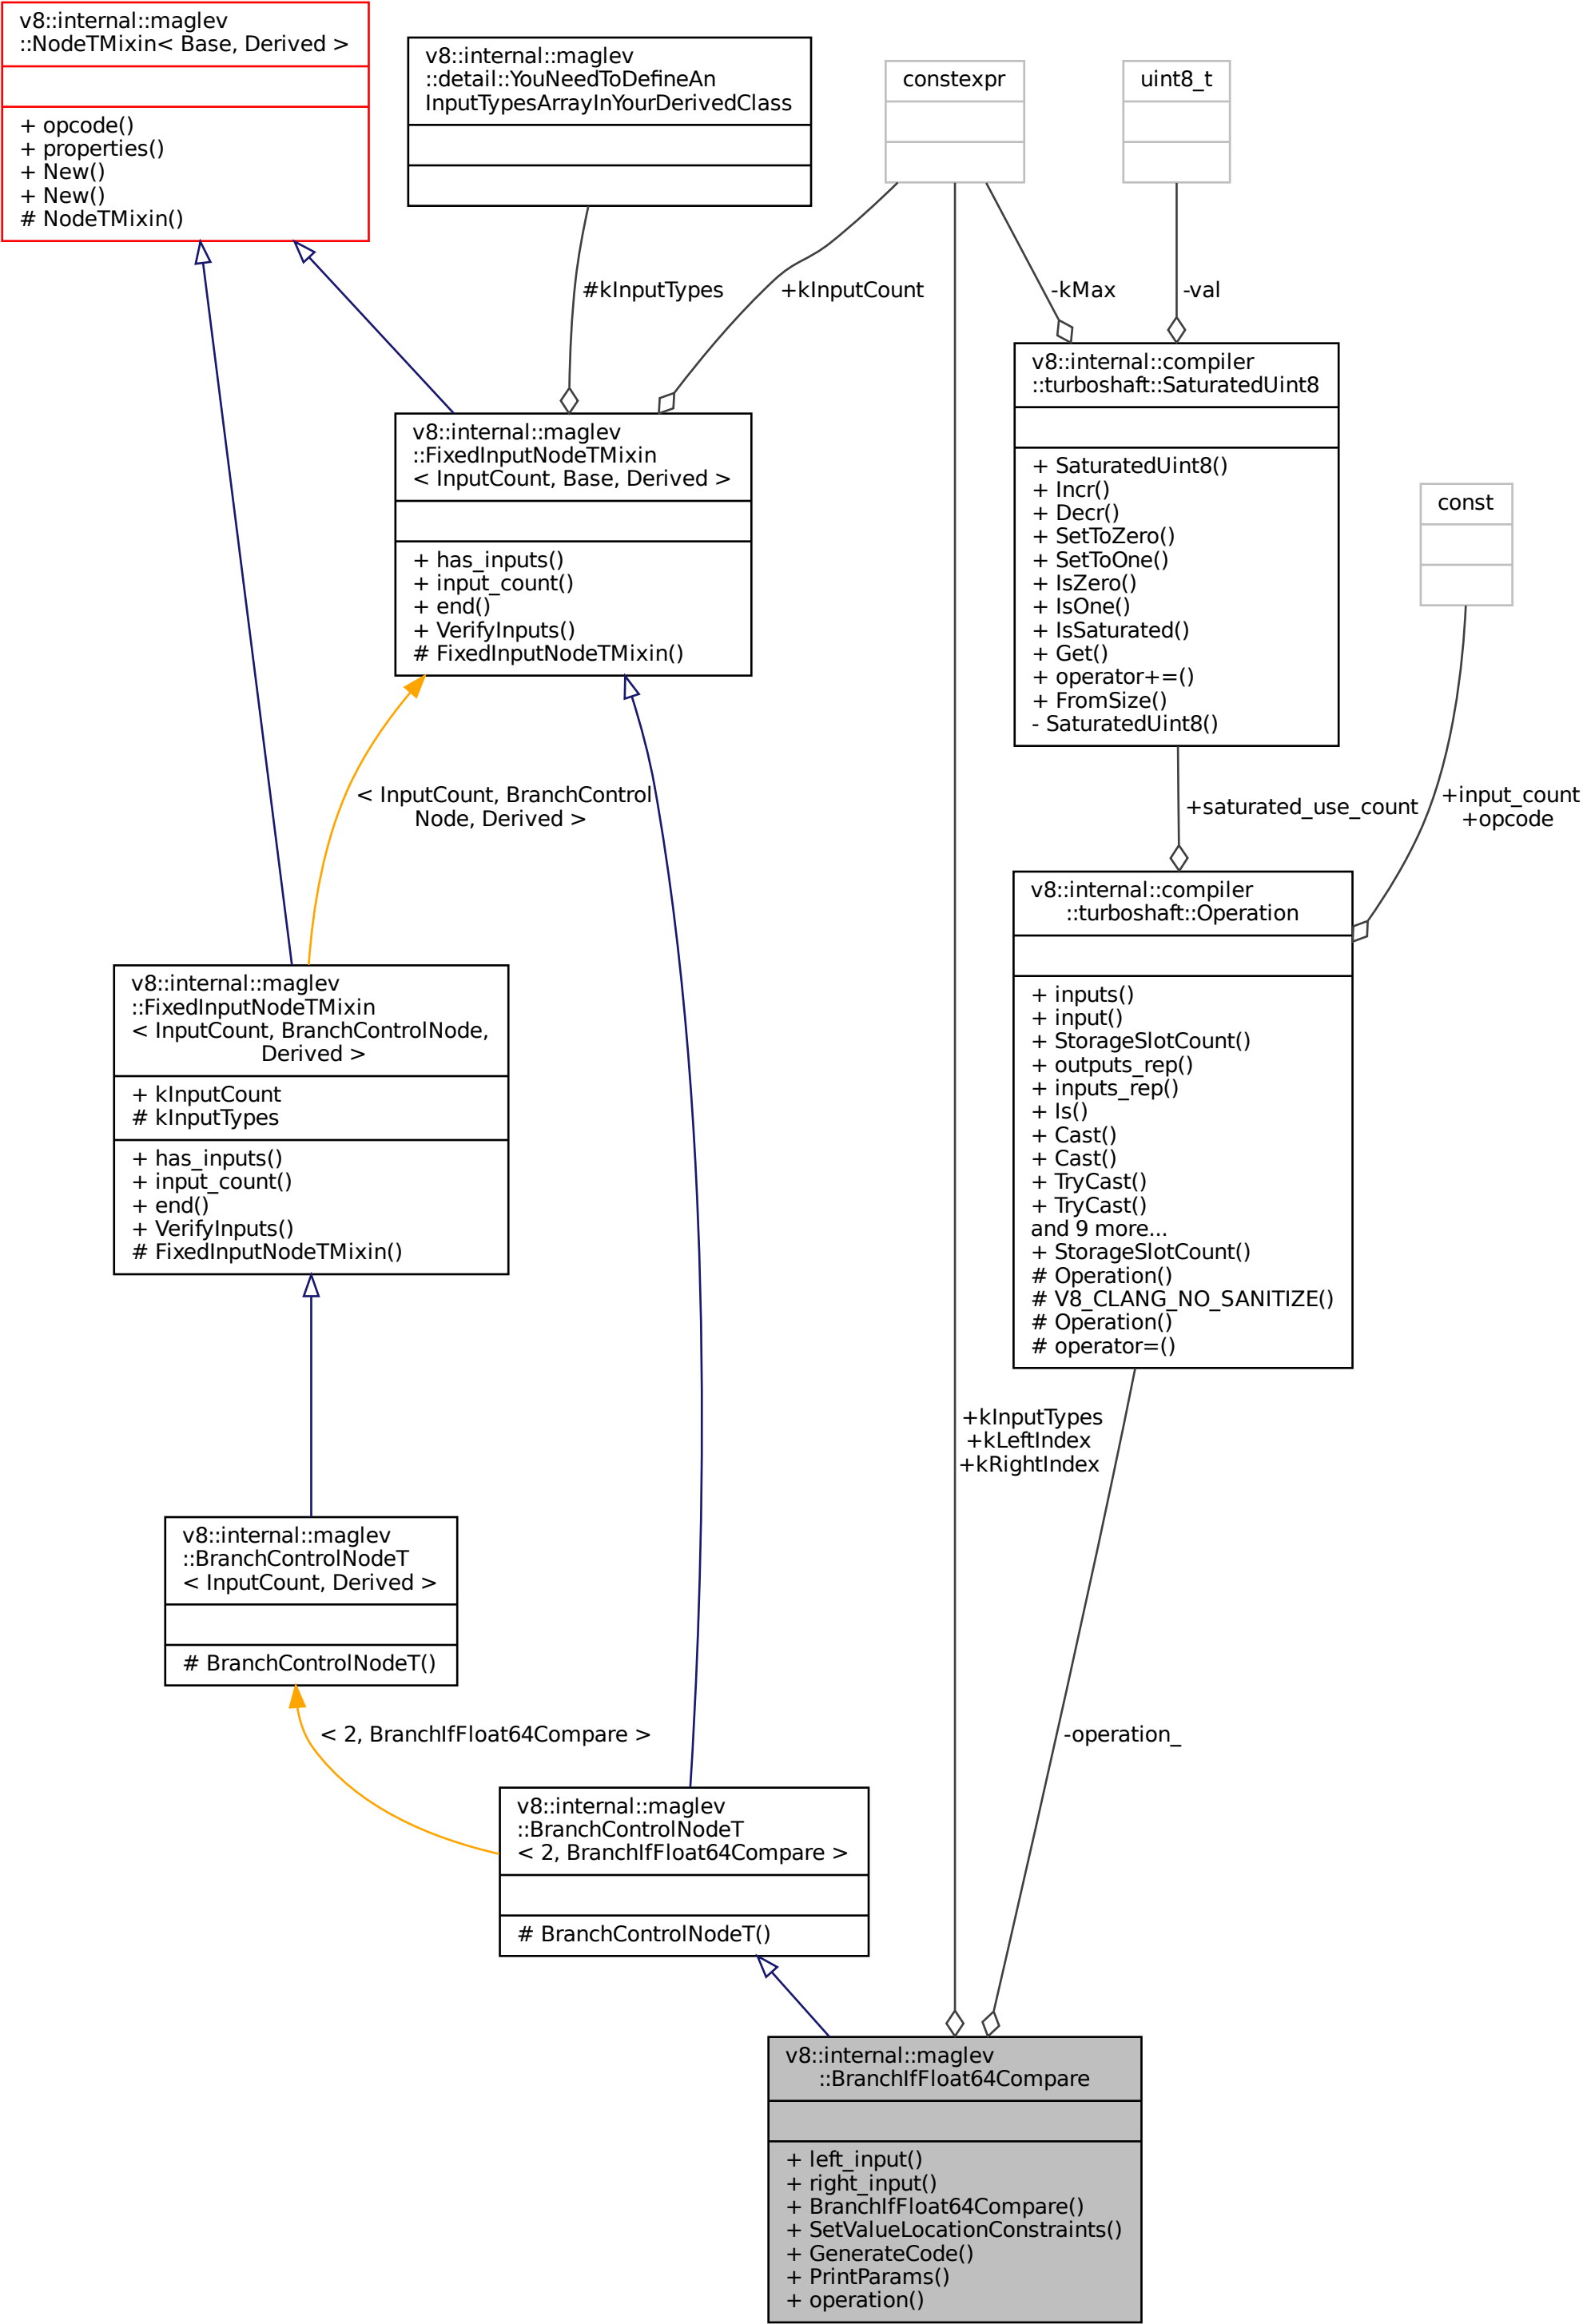 v8::internal::maglev
::NodeTMixin< Base, Derived >
+ opcode()
+ properties()
+ New()
+ New()
# NodeTMixin()
v8::internal::maglev
::detail::YouNeedToDefineAn
InputTypesArrayInYourDerivedClass
constexpr
uint8_t
#kInputTypes
+kInputCount
-kMax
-val
v8::internal::maglev
::FixedInputNodeTMixin
< InputCount, Base, Derived >
+ has_inputs()
+ input_count()
+ end()
+ VerifyInputs()
# FixedInputNodeTMixin()
v8::internal::compiler
::turboshaft::SaturatedUint8
+ SaturatedUint8()
+ Incr()
+ Decr()
+ SetToZero()
+ SetToOne()
+ IsZero()
+ IsOne()
+ IsSaturated()
+ Get()
+ operator+=()
+ FromSize()
- SaturatedUint8()
const
< InputCount, BranchControl
Node, Derived >
+saturated_use_count
+input_count
+opcode
v8::internal::maglev
::FixedInputNodeTMixin
< InputCount, BranchControlNode,
Derived >
+ kInputCount
# kInputTypes
+ has_inputs()
+ input_count()
+ end()
+ VerifyInputs()
# FixedInputNodeTMixin()
v8::internal::compiler
::turboshaft::Operation
+ inputs()
+ input()
+ StorageSlotCount()
+ outputs_rep()
+ inputs_rep()
+ Is()
+ Cast()
+ Cast()
+ TryCast()
+ TryCast()
and 9 more...
+ StorageSlotCount()
# Operation()
# V8_CLANG_NO_SANITIZE()
# Operation()
# operator=()
+kInputTypes
+kLeftIndex
+kRightIndex
v8::internal::maglev
::BranchControlNodeT
< InputCount, Derived >
# BranchControlNodeT()
< 2, BranchIfFloat64Compare >
-operation_
v8::internal::maglev
::BranchControlNodeT
< 2, BranchIfFloat64Compare >
# BranchControlNodeT()
v8::internal::maglev
::BranchIfFloat64Compare
+ left_input()
+ right_input()
+ BranchIfFloat64Compare()
+ SetValueLocationConstraints()
+ GenerateCode()
+ PrintParams()
+ operation()